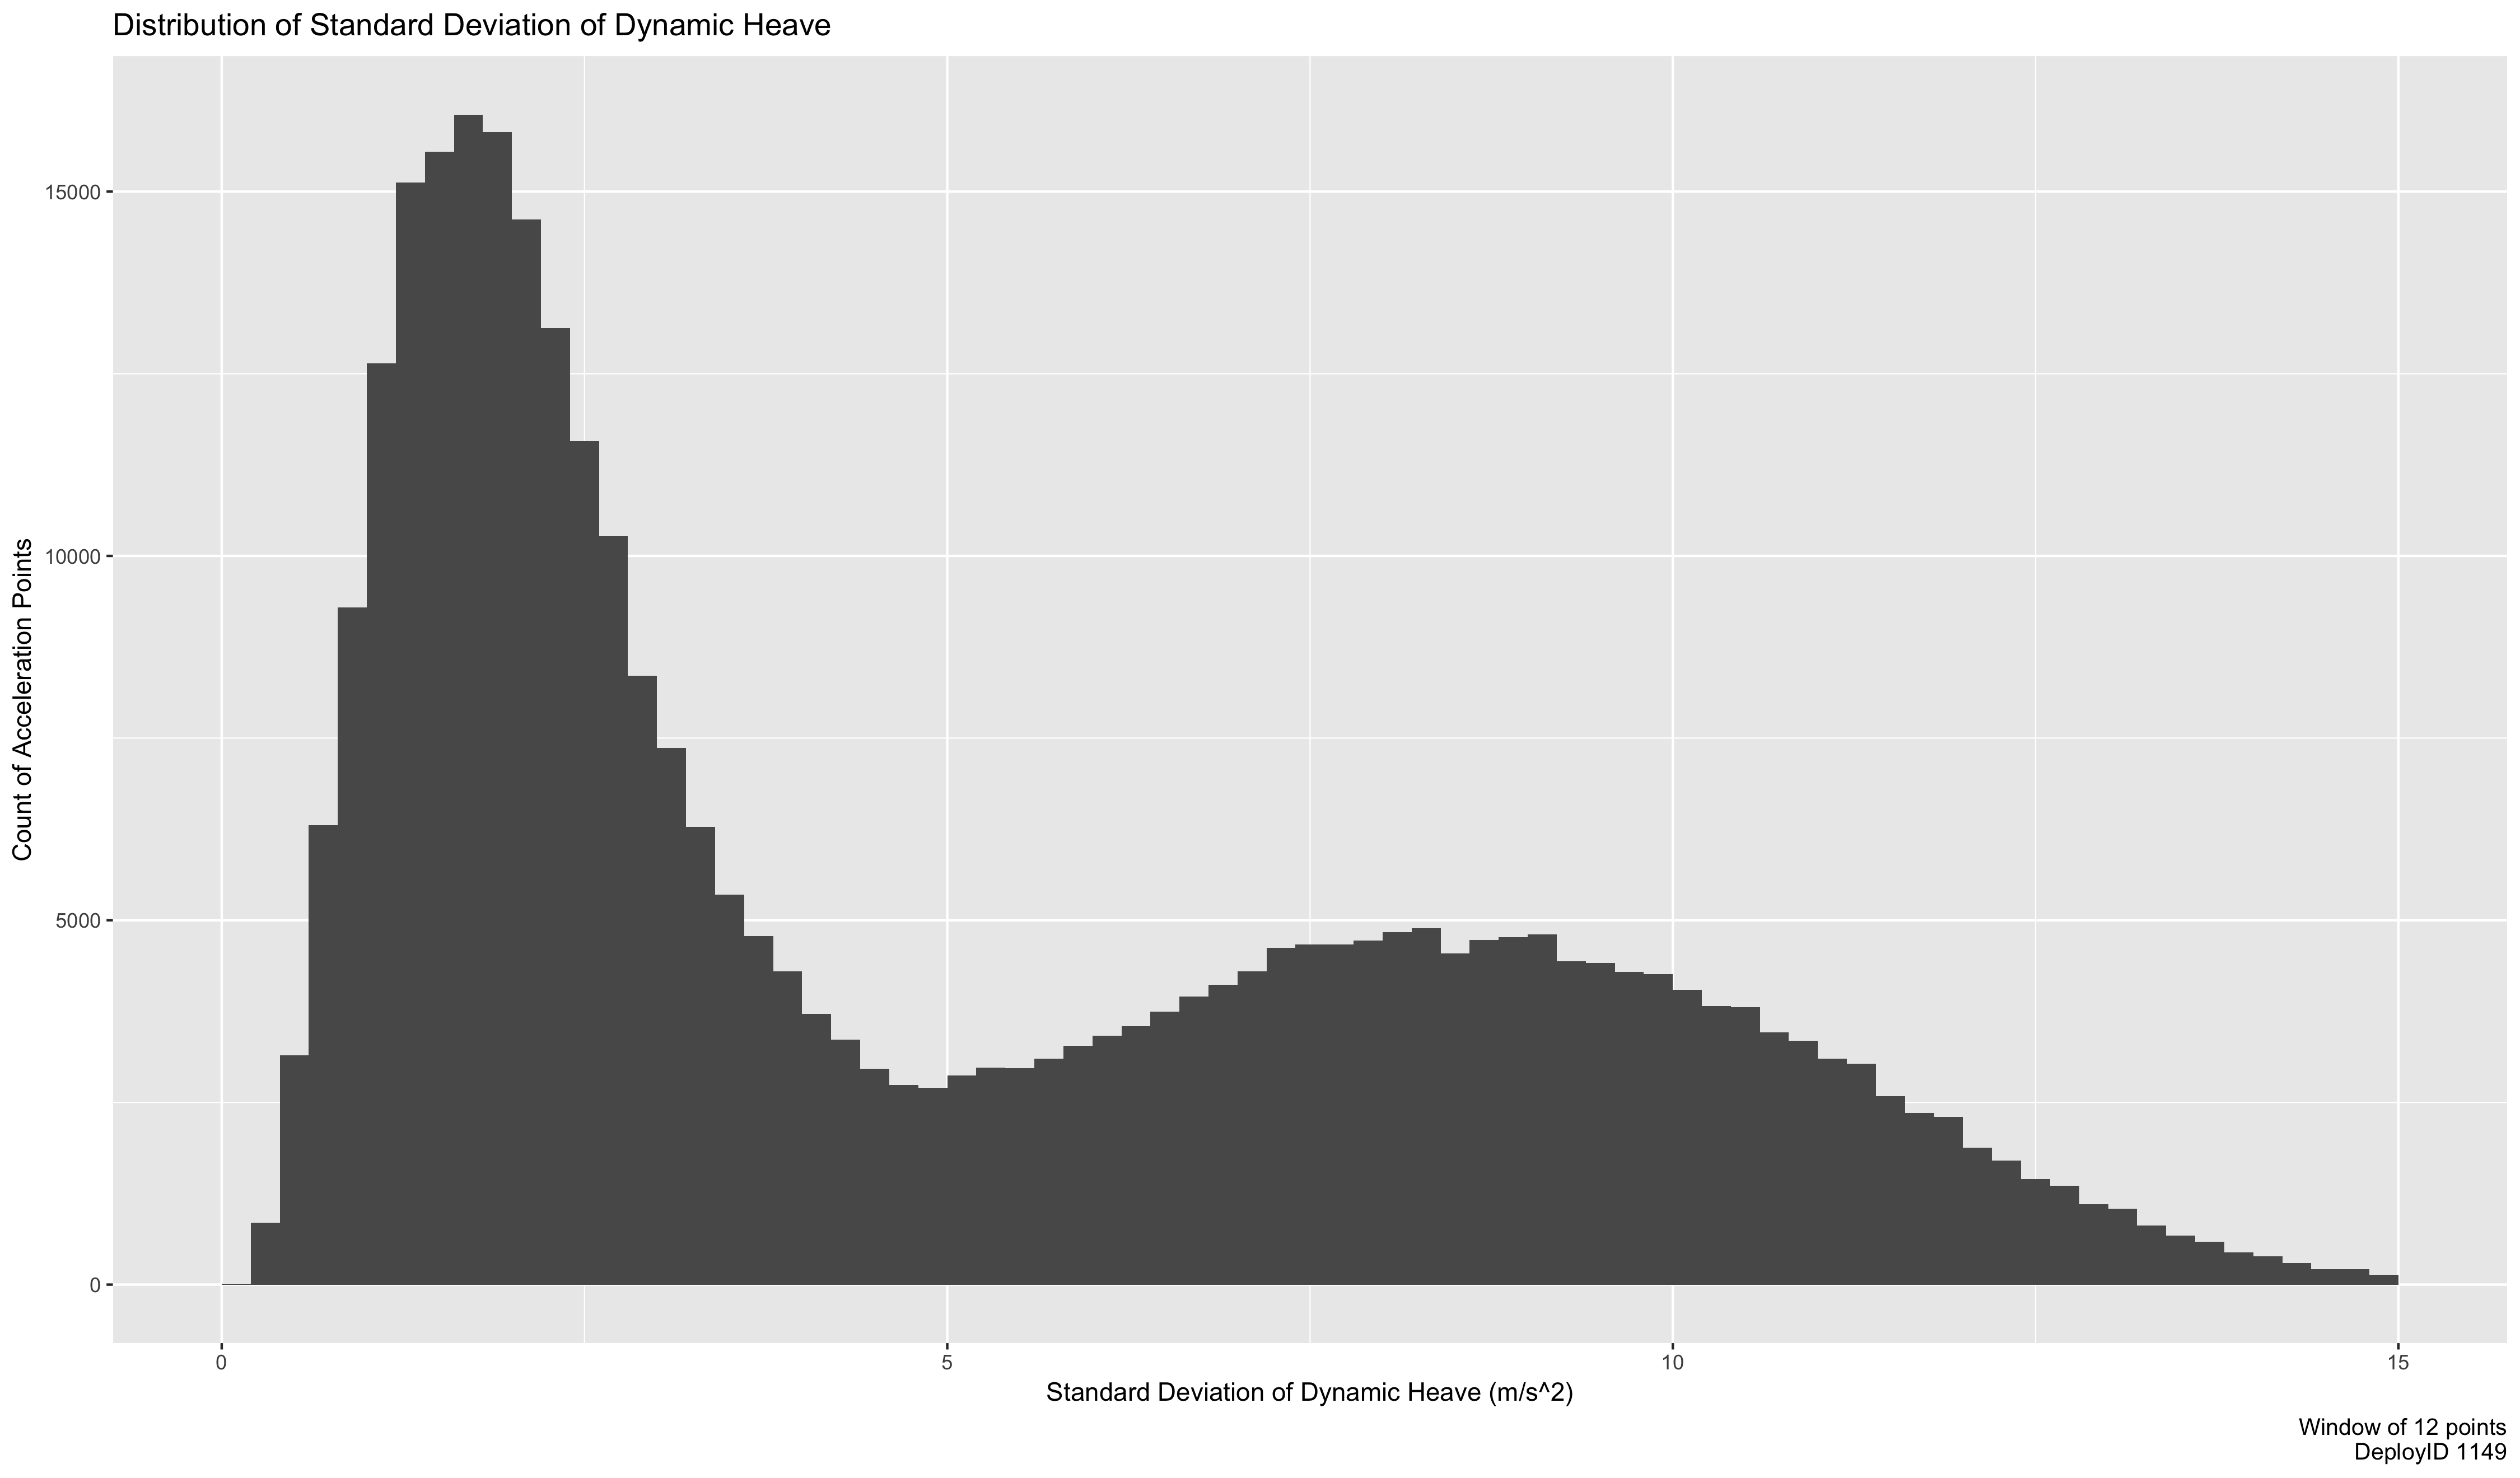 Distribution of Standard Deviation of Dynamic Heave
Count of Acceleration Points
15000
10000
5000
0
0
5
10
15
Standard Deviation of Dynamic Heave (m/s^2)
Window of 12 points
DeployID 1149